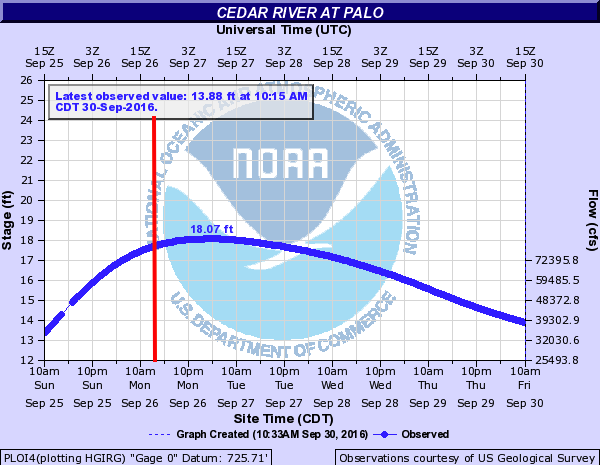 CEDAR RIVER AT PALO
Universal Time (UTC)
15Z 3Z 15Z 3Z 15Z 3Z 15Z 3Z 15Z 3Z 15Z
Sep 25 Sep 26 Sep 26 Sep 27 Sep 27 Sep 28 Sep 28 Sep 29 Sep 29 Sep 30 Sep 30
Latest observed value: 13.88 ft at 10:15 AM
CDT 30-Sep-2016.
NATIONAL OCEANIC AND ATMOSPHERIC ADMINISTRATION
NOAA
U.S. DEPARTMENT OF COMMERCE
18.07 ft
Stage (ft)
26
25
24
23
22
21
20
19
18
17
16
15
14
13
12
Flow (cfs)
72395.8
59485.5
48372.8
39302.9
32030.6
25493.8
10am 10pm 10am 10pm 10am 10pm 10am 10pm 10am 10pm 10am
Sun Sun Mon Mon Tue Tue Wed Wed Thu Thu Fri
Sep 25 Sep 25 Sep 26 Sep 26 Sep 27 Sep 27 Sep 28 Sep 28 Sep 29 Sep 29 Sep 30
Site Time (CDT)
Graph Created (10:33AM Sep 30, 2016) Observed
PLOI4(plotting HGIRG) "Gage 0" Datum: 725.71'
Observations courtesy of US Geological Survey